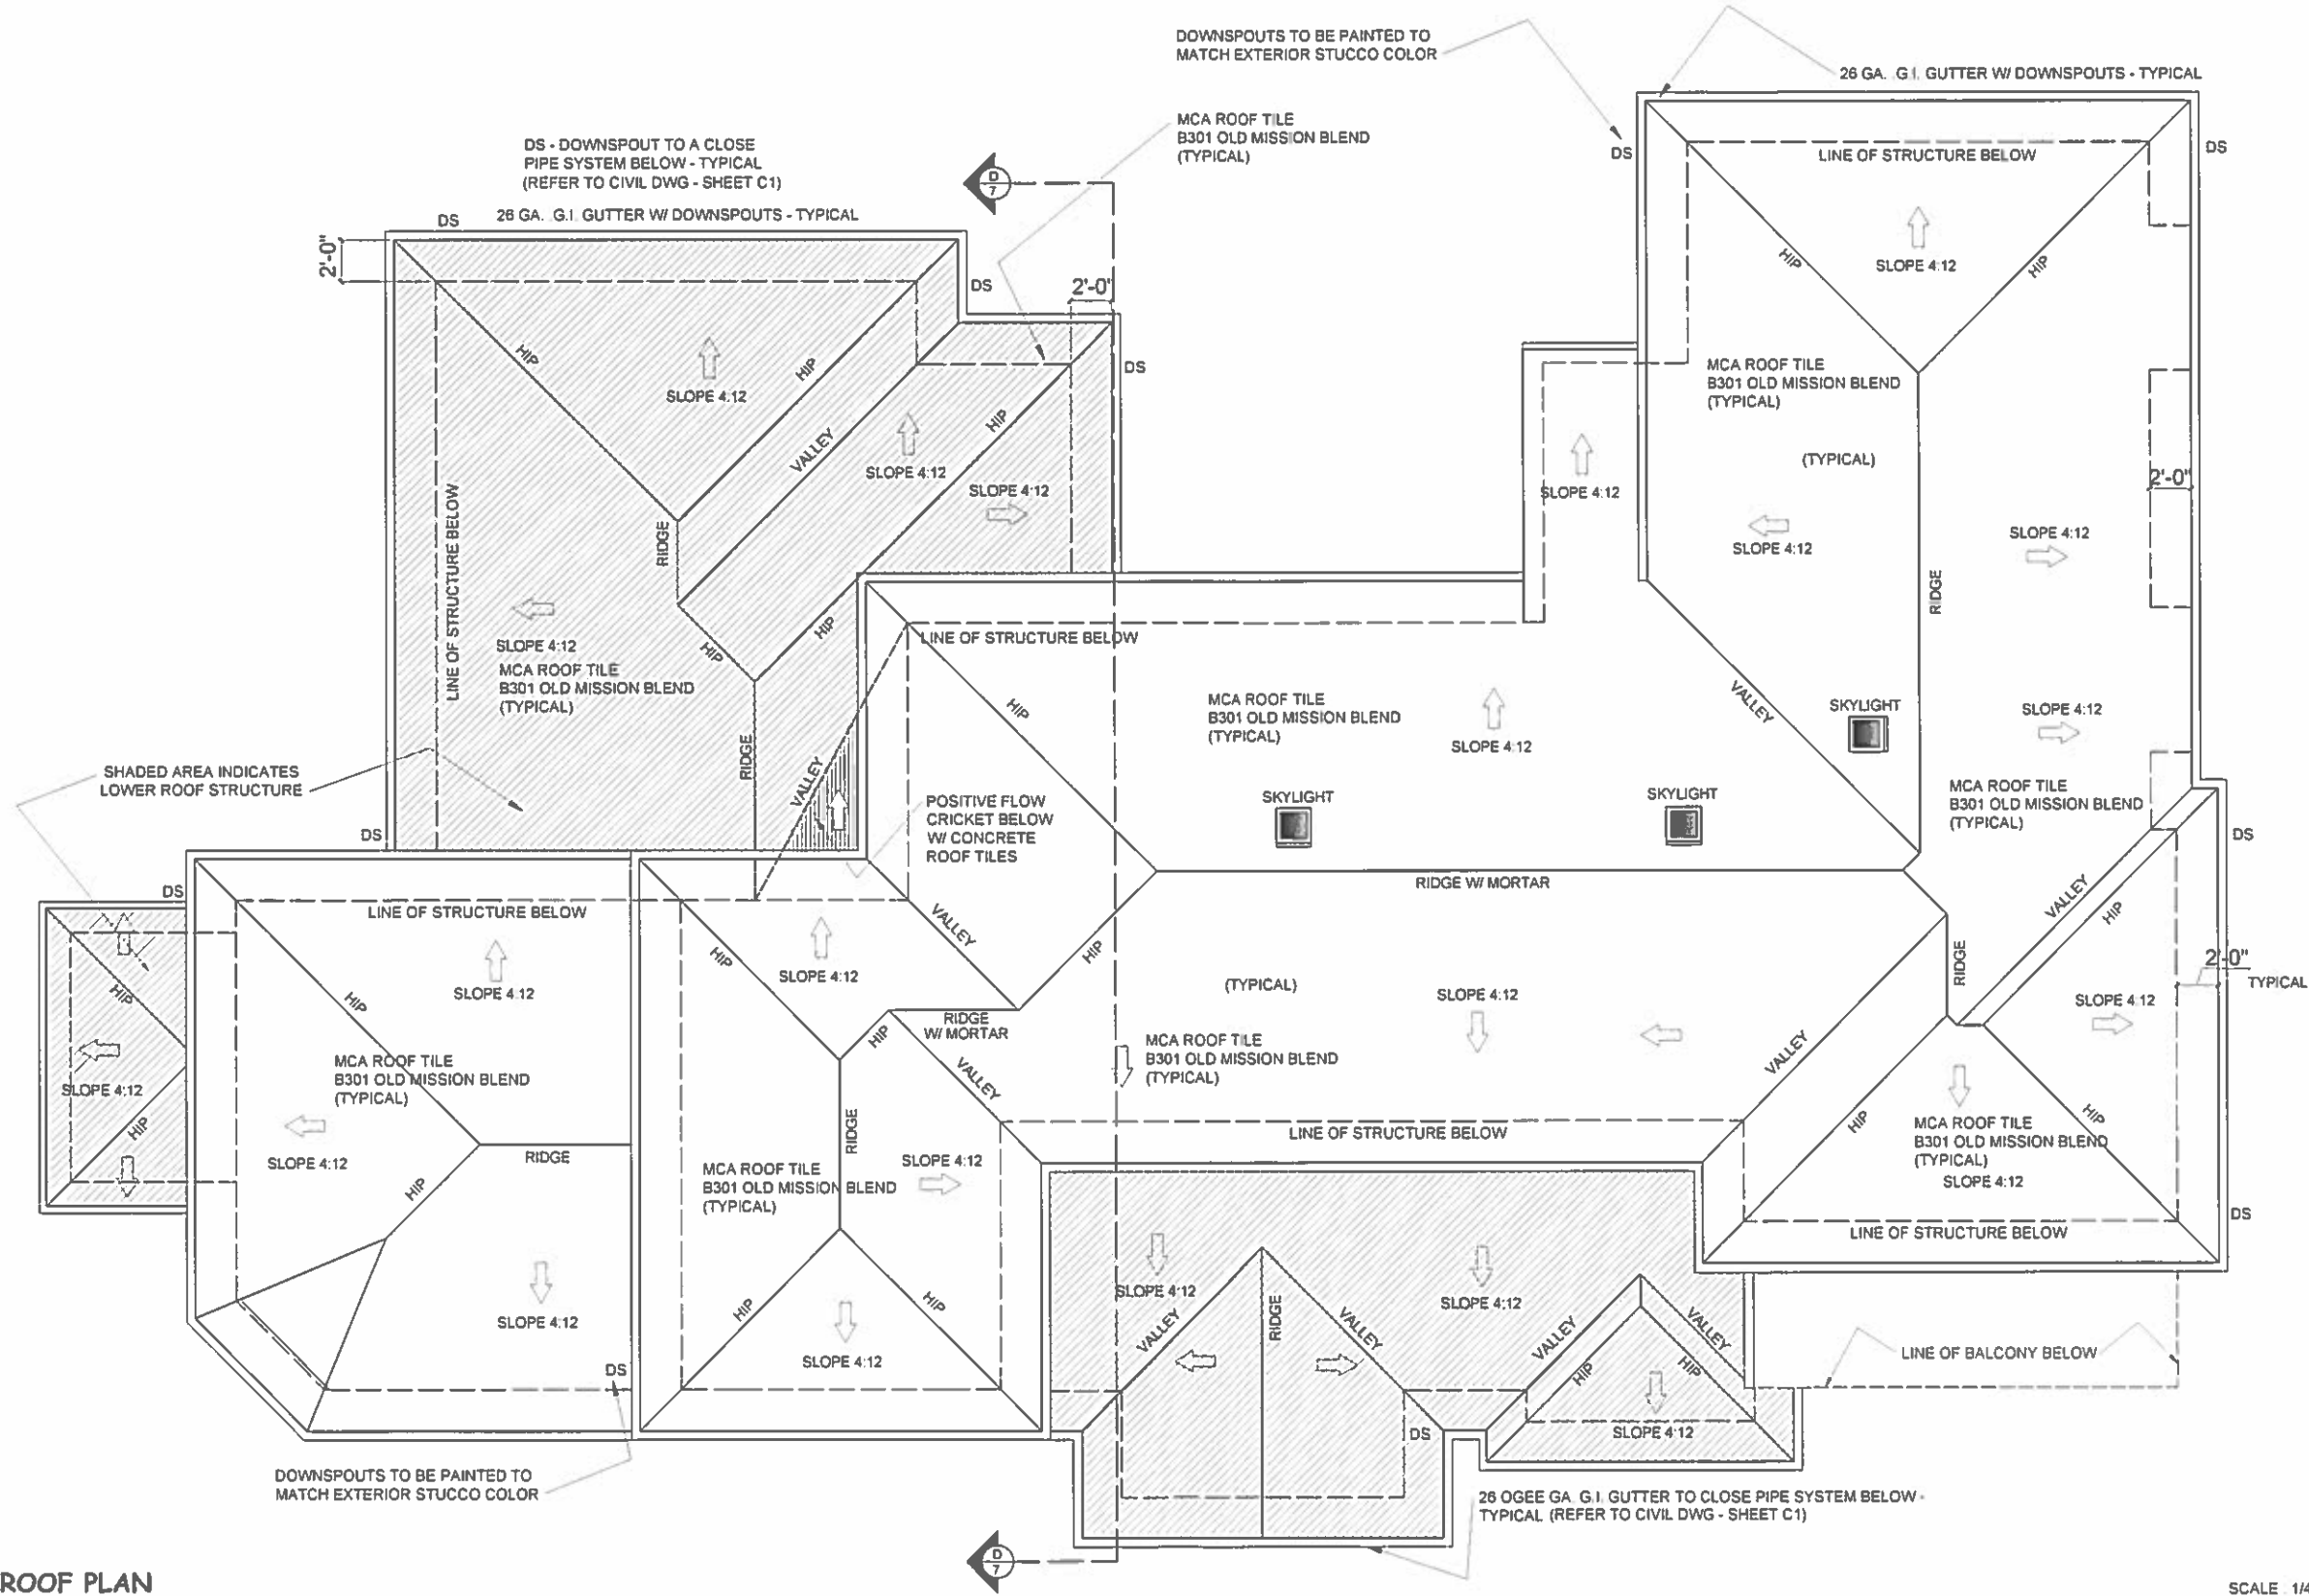 DOWNSPOUTS TO BE PAINTED TO
MATCH EXTERIOR STUCCO COLOR
26 GA. G.I. GUTTER W/ DOWNSPOUTS - TYPICAL
MCA ROOF TILE
B301 OLD MISSION BLEND
(TYPICAL)
DS - DOWNSPOUT TO A CLOSE
PIPE SYSTEM BELOW - TYPICAL
(REFER TO CIVIL DWG - SHEET C1)
DS
LINE OF STRUCTURE BELOW
DS
D
7
DS
26 GA. G.I. GUTTER W/ DOWNSPOUTS - TYPICAL
2'-0"
DS
2'-0"
HIP
SLOPE 4:12
HIP
DS
HIP
HIP
SLOPE 4:12
MCA ROOF TILE
B301 OLD MISSION BLEND
(TYPICAL)
HIP
VALLEY
SLOPE 4:12
SLOPE 4:12
(TYPICAL)
SLOPE 4:12
2'-0"
RIDGE
LINE OF STRUCTURE BELOW
SLOPE 4:12
SLOPE 4:12
RIDGE
SLOPE 4:12
MCA ROOF TILE
B301 OLD MISSION BLEND
(TYPICAL)
HIP
HIP
LINE OF STRUCTURE BELOW
HIP
MCA ROOF TILE
B301 OLD MISSION BLEND
(TYPICAL)
SLOPE 4:12
VALLEY
SKYLIGHT
SLOPE 4:12
RIDGE
VALLEY
SHADED AREA INDICATES
LOWER ROOF STRUCTURE
POSITIVE FLOW
CRICKET BELOW
W/ CONCRETE
ROOF TILES
SKYLIGHT
SKYLIGHT
MCA ROOF TILE
B301 OLD MISSION BLEND
(TYPICAL)
DS
DS
DS
LINE OF STRUCTURE BELOW
VALLEY
RIDGE W/ MORTAR
VALLEY
HIP
HIP
SLOPE 4:12
HIP
SLOPE 4:12
HIP
HIP
(TYPICAL)
SLOPE 4:12
RIDGE
2'-0"
TYPICAL
SLOPE 4:12
RIDGE
W/ MORTAR
HIP
MCA ROOF TILE
B301 OLD MISSION BLEND
(TYPICAL)
SLOPE 4:12
HIP
MCA ROOF TILE
B301 OLD MISSION BLEND
(TYPICAL)
VALLEY
VALLEY
RIDGE
LINE OF STRUCTURE BELOW
HIP
HIP
MCA ROOF TILE
B301 OLD MISSION BLEND
(TYPICAL)
SLOPE 4:12
SLOPE 4:12
RIDGE
HIP
MCA ROOF TILE
B301 OLD MISSION BLEND
(TYPICAL)
SLOPE 4:12
LINE OF STRUCTURE BELOW
DS
SLOPE 4:12
HIP
HIP
SLOPE 4:12
SLOPE 4:12
VALLEY
RIDGE
VALLEY
SLOPE 4:12
VALLEY
VALLEY
HIP
HIP
LINE OF BALCONY BELOW
SLOPE 4:12
DS
DS
SLOPE 4:12
DOWNSPOUTS TO BE PAINTED TO
MATCH EXTERIOR STUCCO COLOR
26 OGEE GA. G.I. GUTTER TO CLOSE PIPE SYSTEM BELOW -
TYPICAL (REFER TO CIVIL DWG - SHEET C1)
D
7
ROOF PLAN
SCALE 1/4